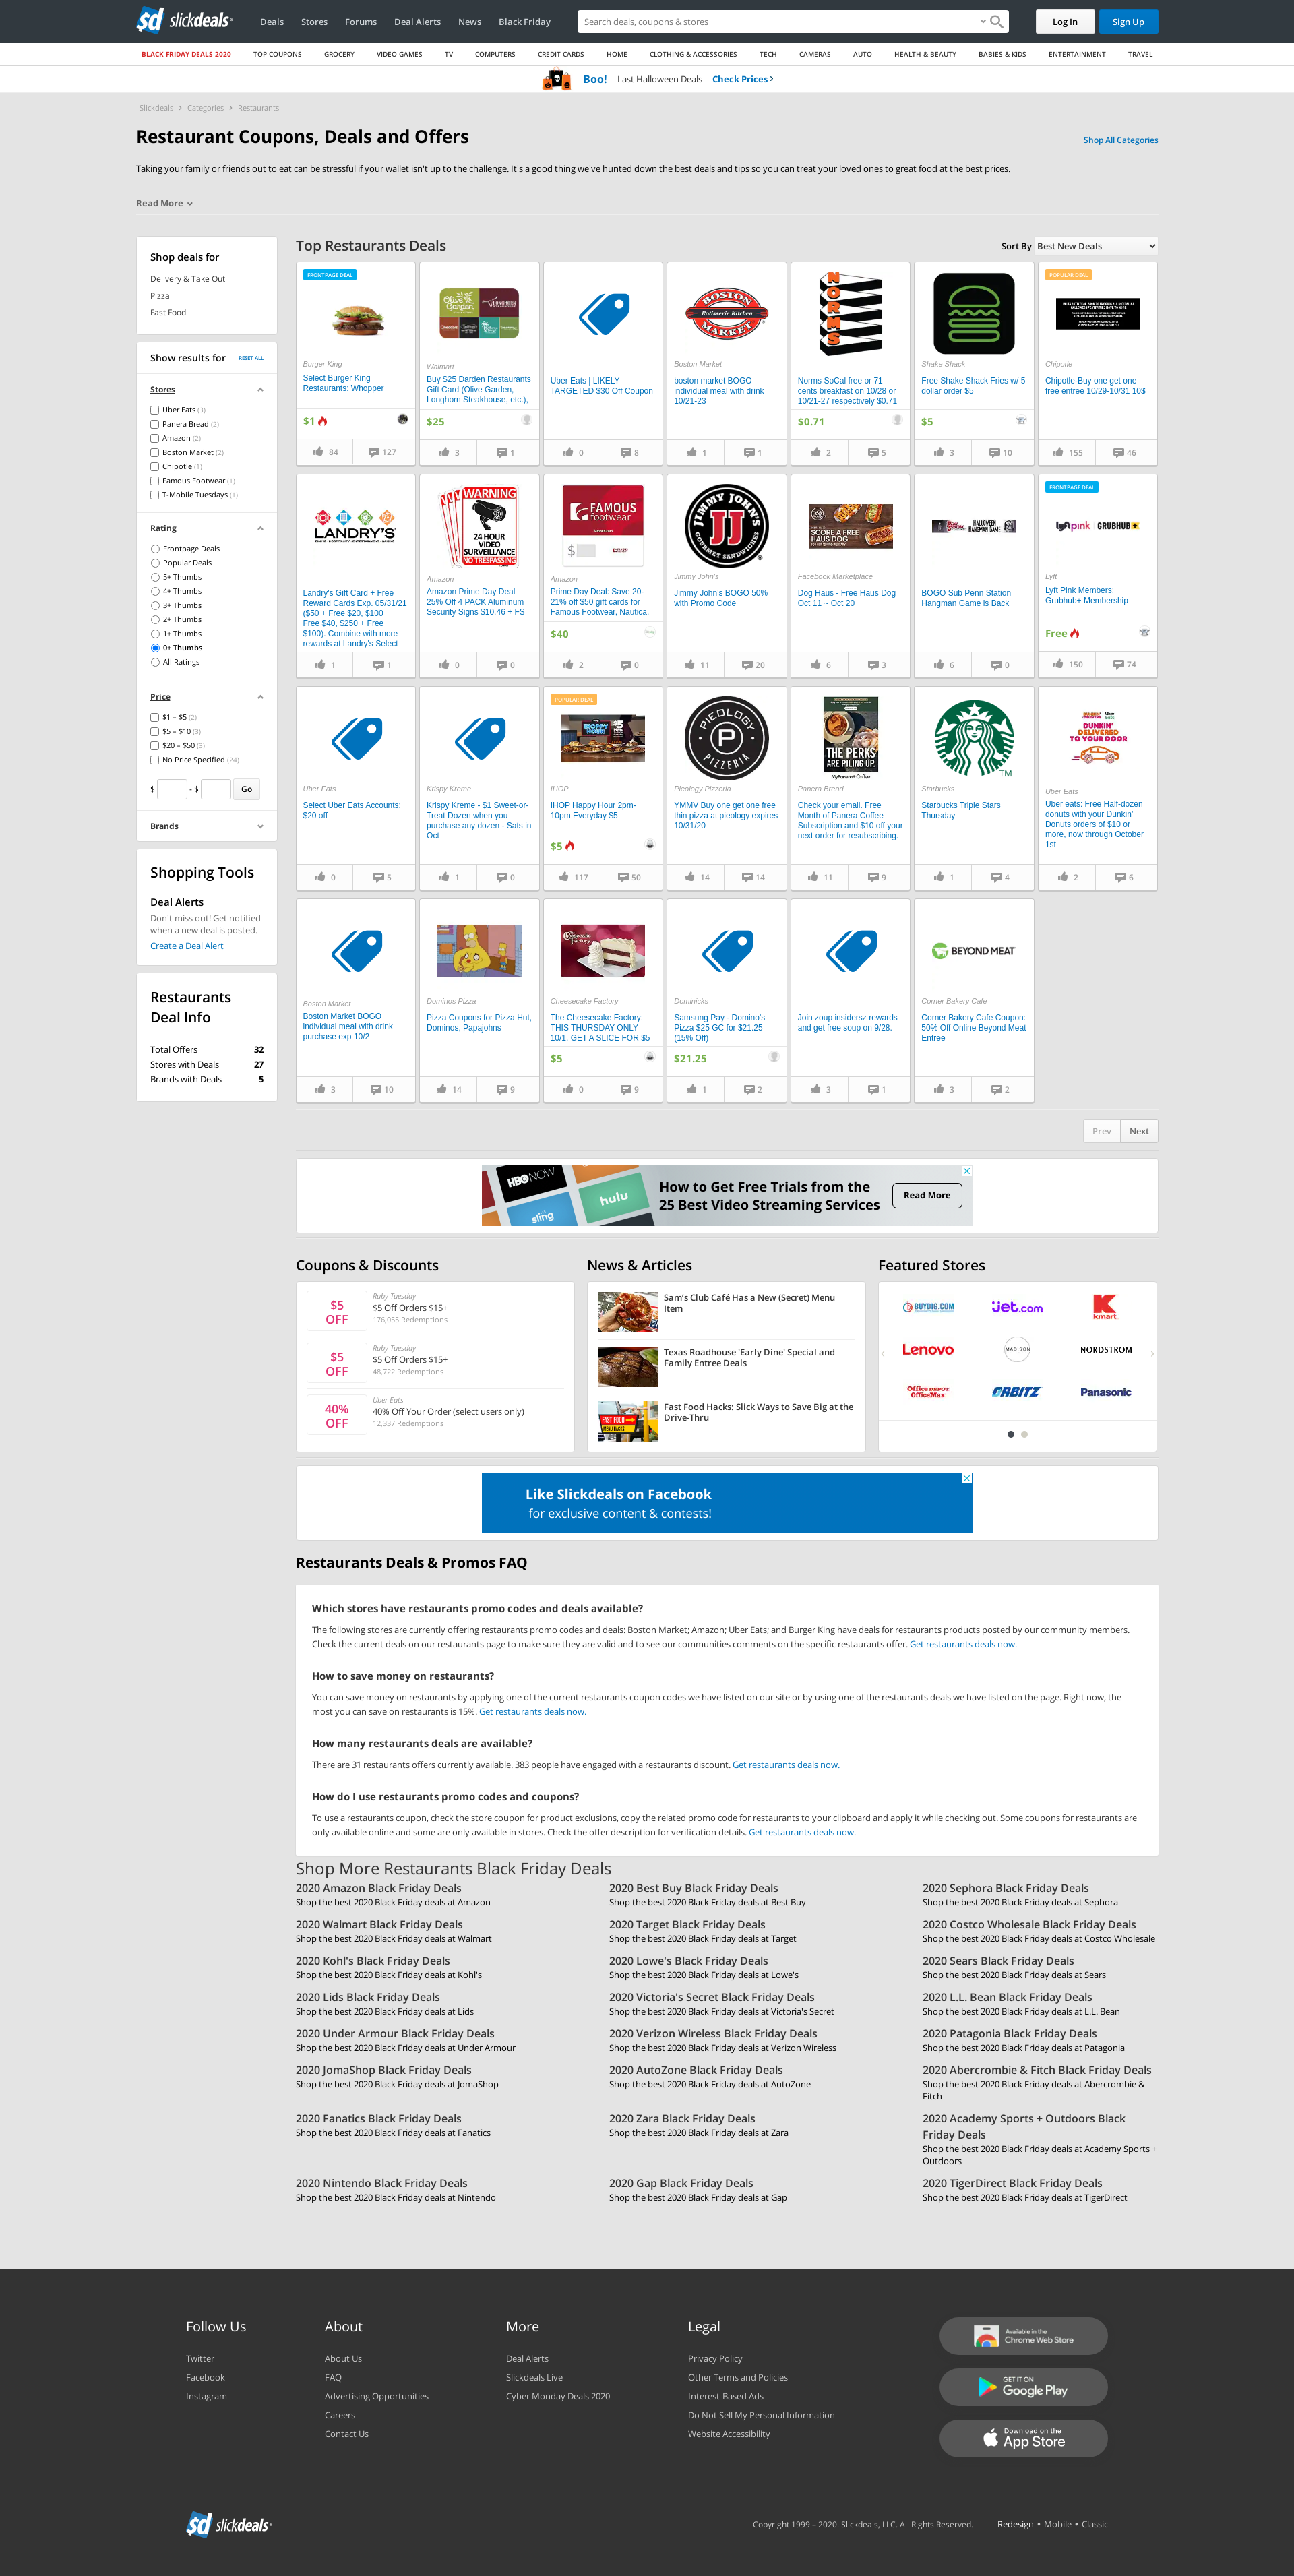 sd slickdeals
Deals Stores Forums Deal Alerts News Black Friday
Search deals, coupons & stores
Log In Sign Up
BLACK FRIDAY DEALS 2020 TOP COUPONS GROCERY VIDEO GAMES TV COMPUTERS CREDIT CARDS HOME CLOTHING & ACCESSORIES TECH CAMERAS AUTO HEALTH & BEAUTY BABIES & KIDS ENTERTAINMENT TRAVEL
Boo! Last Halloween Deals Check Prices
Slickdeals Categories Restaurants
Restaurant Coupons, Deals and Offers
Shop All Categories
Taking your family or friends out to eat can be stressful if your wallet isn't up to the challenge. It's a good thing we've hunted down the best deals and tips so you can treat your loved ones to great food at the best prices.
Read More
Shop deals for
Delivery & Take Out
Pizza
Fast Food
Show results for RESET ALL
Stores
Uber Eats (3)
Panera Bread (2)
Amazon (2)
Boston Market (2)
Chipotle (1)
Famous Footwear (1)
T-Mobile Tuesdays (1)
Rating
Frontpage Deals
Popular Deals
5+ Thumbs
4+ Thumbs
3+ Thumbs
2+ Thumbs
1+ Thumbs
0+ Thumbs
All Ratings
Price
$1 – $5 (2)
$5 – $10 (3)
$20 – $50 (3)
No Price Specified (24)
$ - $ Go
Brands
Shopping Tools
Deal Alerts
Don't miss out! Get notified
when a new deal is posted.
Create a Deal Alert
Restaurants
Deal Info
Total Offers 32
Stores with Deals 27
Brands with Deals 5
Top Restaurants Deals
Sort By Best New Deals
FRONTPAGE DEAL
Burger King
Select Burger King
Restaurants: Whopper
$1
84 127
Olive Garden
Walmart
Buy $25 Darden Restaurants
Gift Card (Olive Garden,
Longhorn Steakhouse, etc.),
$25
3 1
Uber Eats | LIKELY
TARGETED $30 Off Coupon
0 8
BOSTON MARKET
Rotisserie Kitchen
Boston Market
boston market BOGO
individual meal with drink
10/21-23
1 1
NORMS
Norms SoCal free or 71
cents breakfast on 10/28 or
10/21-27 respectively $0.71
$0.71
2 5
Shake Shack
Free Shake Shack Fries w/ 5
dollar order $5
$5
3 10
POPULAR DEAL
Chipotle
Chipotle-Buy one get one
free entree 10/29-10/31 10$
155 46
LANDRY'S
Landry's Gift Card + Free
Reward Cards Exp. 05/31/21
($50 + Free $20, $100 +
Free $40, $250 + Free
$100). Combine with more
rewards at Landry's Select
1 1
WARNING
24 HOUR
VIDEO
SURVEILLANCE
NO TRESPASSING
Amazon
Amazon Prime Day Deal
25% Off 4 PACK Aluminum
Security Signs $10.46 + FS
0 0
FAMOUS
footwear.
$
Amazon
Prime Day Deal: Save 20-
21% off $50 gift cards for
Famous Footwear, Nautica,
$40
2 0
JIMMY JOHN'S
JJ
GOURMET SANDWICHES
Jimmy John's
Jimmy John's BOGO 50%
with Promo Code
11 20
SCORE A FREE
HAUS DOG
Facebook Marketplace
Dog Haus - Free Haus Dog
Oct 11 ~ Oct 20
6 3
HALLOWEEN
HANGMAN GAME
BOGO Sub Penn Station
Hangman Game is Back
6 0
FRONTPAGE DEAL
lyft pink GRUBHUB+
Lyft
Lyft Pink Members:
Grubhub+ Membership
Free
150 74
Uber Eats
Select Uber Eats Accounts:
$20 off
0 5
Krispy Kreme
Krispy Kreme - $1 Sweet-or-
Treat Dozen when you
purchase any dozen - Sats in
Oct
1 0
POPULAR DEAL
IHOPPY
HOUR $5
IHOP
IHOP Happy Hour 2pm-
10pm Everyday $5
$5
117 50
PIEOLOGY
P
PIZZERIA
Pieology Pizzeria
YMMV Buy one get one free
thin pizza at pieology expires
10/31/20
14 14
THE PERKS
ARE PILING UP.
MyPanera+ Coffee
Panera Bread
Check your email. Free
Month of Panera Coffee
Subscription and $10 off your
next order for resubscribing.
11 9
Starbucks
Starbucks Triple Stars
Thursday
1 4
DUNKIN' Uber Eats
DUNKIN'
DELIVERED
TO YOUR DOOR
Uber Eats
Uber eats: Free Half-dozen
donuts with your Dunkin'
Donuts orders of $10 or
more, now through October
1st
2 6
Boston Market
Boston Market BOGO
individual meal with drink
purchase exp 10/2
3 10
Dominos Pizza
Pizza Coupons for Pizza Hut,
Dominos, Papajohns
14 9
The Cheesecake Factory
Cheesecake Factory
The Cheesecake Factory:
THIS THURSDAY ONLY
10/1, GET A SLICE FOR $5
$5
0 9
Dominicks
Samsung Pay - Domino's
Pizza $25 GC for $21.25
(15% Off)
$21.25
1 2
Join zoup insidersz rewards
and get free soup on 9/28.
3 1
BEYOND MEAT
Corner Bakery Cafe
Corner Bakery Cafe Coupon:
50% Off Online Beyond Meat
Entree
3 2
Prev Next
HBO NOW hulu sling
How to Get Free Trials from the
25 Best Video Streaming Services
Read More
Coupons & Discounts
$5
OFF
Ruby Tuesday
$5 Off Orders $15+
176,055 Redemptions
$5
OFF
Ruby Tuesday
$5 Off Orders $15+
48,722 Redemptions
40%
OFF
Uber Eats
40% Off Your Order (select users only)
12,337 Redemptions
News & Articles
Sam's Club Café Has a New (Secret) Menu
Item
Texas Roadhouse 'Early Dine' Special and
Family Entree Deals
FAST FOOD
MENU HACKS
Fast Food Hacks: Slick Ways to Save Big at the
Drive-Thru
Featured Stores
BUYDIG.COM Jet.com K kmart
Lenovo MADISON NORDSTROM
Office DEPOT OfficeMax ORBITZ Panasonic
Like Slickdeals on Facebook
for exclusive content & contests!
Restaurants Deals & Promos FAQ
Which stores have restaurants promo codes and deals available?
The following stores are currently offering restaurants promo codes and deals: Boston Market; Amazon; Uber Eats; and Burger King have deals for restaurants products posted by our community members.
Check the current deals on our restaurants page to make sure they are valid and to see our communities comments on the specific restaurants offer. Get restaurants deals now.
How to save money on restaurants?
You can save money on restaurants by applying one of the current restaurants coupon codes we have listed on our site or by using one of the restaurants deals we have listed on the page. Right now, the
most you can save on restaurants is 15%. Get restaurants deals now.
How many restaurants deals are available?
There are 31 restaurants offers currently available. 383 people have engaged with a restaurants discount. Get restaurants deals now.
How do I use restaurants promo codes and coupons?
To use a restaurants coupon, check the store coupon for product exclusions, copy the related promo code for restaurants to your clipboard and apply it while checking out. Some coupons for restaurants are
only available online and some are only available in stores. Check the offer description for verification details. Get restaurants deals now.
Shop More Restaurants Black Friday Deals
2020 Amazon Black Friday Deals
Shop the best 2020 Black Friday deals at Amazon
2020 Best Buy Black Friday Deals
Shop the best 2020 Black Friday deals at Best Buy
2020 Sephora Black Friday Deals
Shop the best 2020 Black Friday deals at Sephora
2020 Walmart Black Friday Deals
Shop the best 2020 Black Friday deals at Walmart
2020 Target Black Friday Deals
Shop the best 2020 Black Friday deals at Target
2020 Costco Wholesale Black Friday Deals
Shop the best 2020 Black Friday deals at Costco Wholesale
2020 Kohl's Black Friday Deals
Shop the best 2020 Black Friday deals at Kohl's
2020 Lowe's Black Friday Deals
Shop the best 2020 Black Friday deals at Lowe's
2020 Sears Black Friday Deals
Shop the best 2020 Black Friday deals at Sears
2020 Lids Black Friday Deals
Shop the best 2020 Black Friday deals at Lids
2020 Victoria's Secret Black Friday Deals
Shop the best 2020 Black Friday deals at Victoria's Secret
2020 L.L. Bean Black Friday Deals
Shop the best 2020 Black Friday deals at L.L. Bean
2020 Under Armour Black Friday Deals
Shop the best 2020 Black Friday deals at Under Armour
2020 Verizon Wireless Black Friday Deals
Shop the best 2020 Black Friday deals at Verizon Wireless
2020 Patagonia Black Friday Deals
Shop the best 2020 Black Friday deals at Patagonia
2020 JomaShop Black Friday Deals
Shop the best 2020 Black Friday deals at JomaShop
2020 AutoZone Black Friday Deals
Shop the best 2020 Black Friday deals at AutoZone
2020 Abercrombie & Fitch Black Friday Deals
Shop the best 2020 Black Friday deals at Abercrombie &
Fitch
2020 Fanatics Black Friday Deals
Shop the best 2020 Black Friday deals at Fanatics
2020 Zara Black Friday Deals
Shop the best 2020 Black Friday deals at Zara
2020 Academy Sports + Outdoors Black
Friday Deals
Shop the best 2020 Black Friday deals at Academy Sports +
Outdoors
2020 Nintendo Black Friday Deals
Shop the best 2020 Black Friday deals at Nintendo
2020 Gap Black Friday Deals
Shop the best 2020 Black Friday deals at Gap
2020 TigerDirect Black Friday Deals
Shop the best 2020 Black Friday deals at TigerDirect
Follow Us
Twitter
Facebook
Instagram
About
About Us
FAQ
Advertising Opportunities
Careers
Contact Us
More
Deal Alerts
Slickdeals Live
Cyber Monday Deals 2020
Legal
Privacy Policy
Other Terms and Policies
Interest-Based Ads
Do Not Sell My Personal Information
Website Accessibility
Available in the
Chrome Web Store
GET IT ON
Google Play
Download on the
App Store
sd slickdeals
Copyright 1999 – 2020. Slickdeals, LLC. All Rights Reserved. Redesign • Mobile • Classic